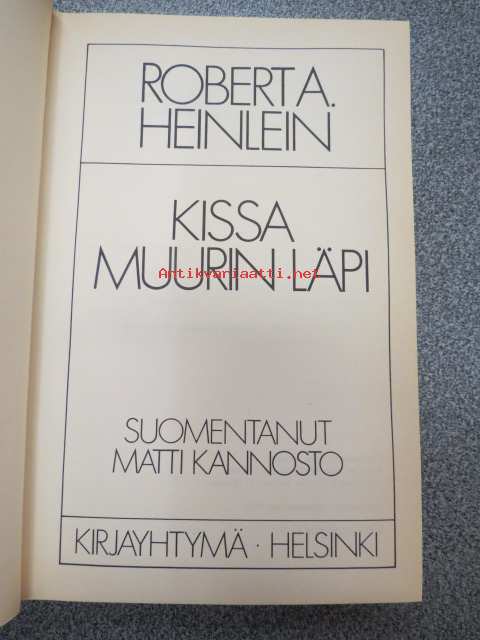 ROBERT A.
HEINLEIN
KISSA
MUURIN LÄPI
Antikvariaatti.net
SUOMENTANUT
MATTI KANNOSTO
KIRJAYHTYMÄ · HELSINKI